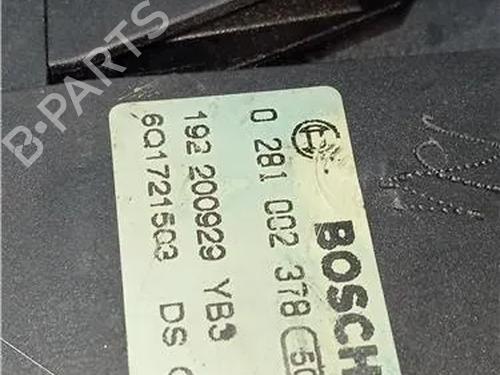 B-PARTS
BOSCH
0 281 002 378
192 200929 YB3
6Q1721503 DS